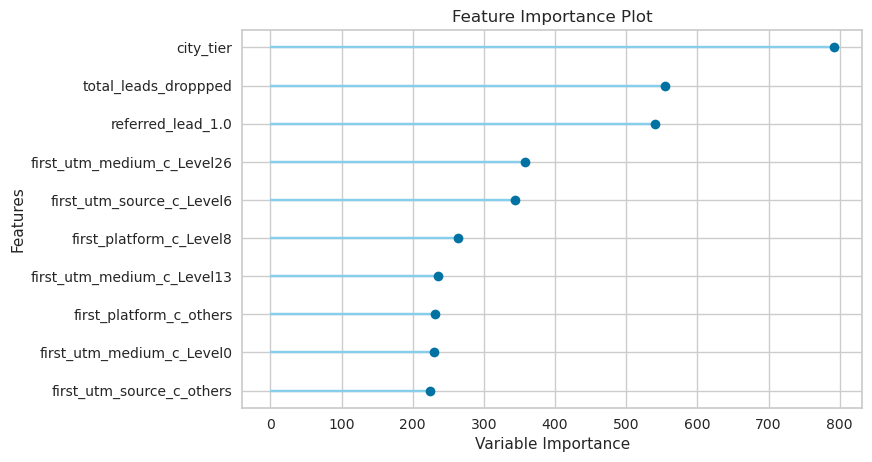 Feature Importance Plot
city_tier
total_leads_droppped
referred_lead_1.0
first_utm_medium_c_Level26
first_utm_source_c_Level6
first_platform_c_Level8
first_utm_medium_c_Level13
first_platform_c_others
first_utm_medium_c_Level0
first_utm_source_c_others
Features
0 100 200 300 400 500 600 700 800
Variable Importance